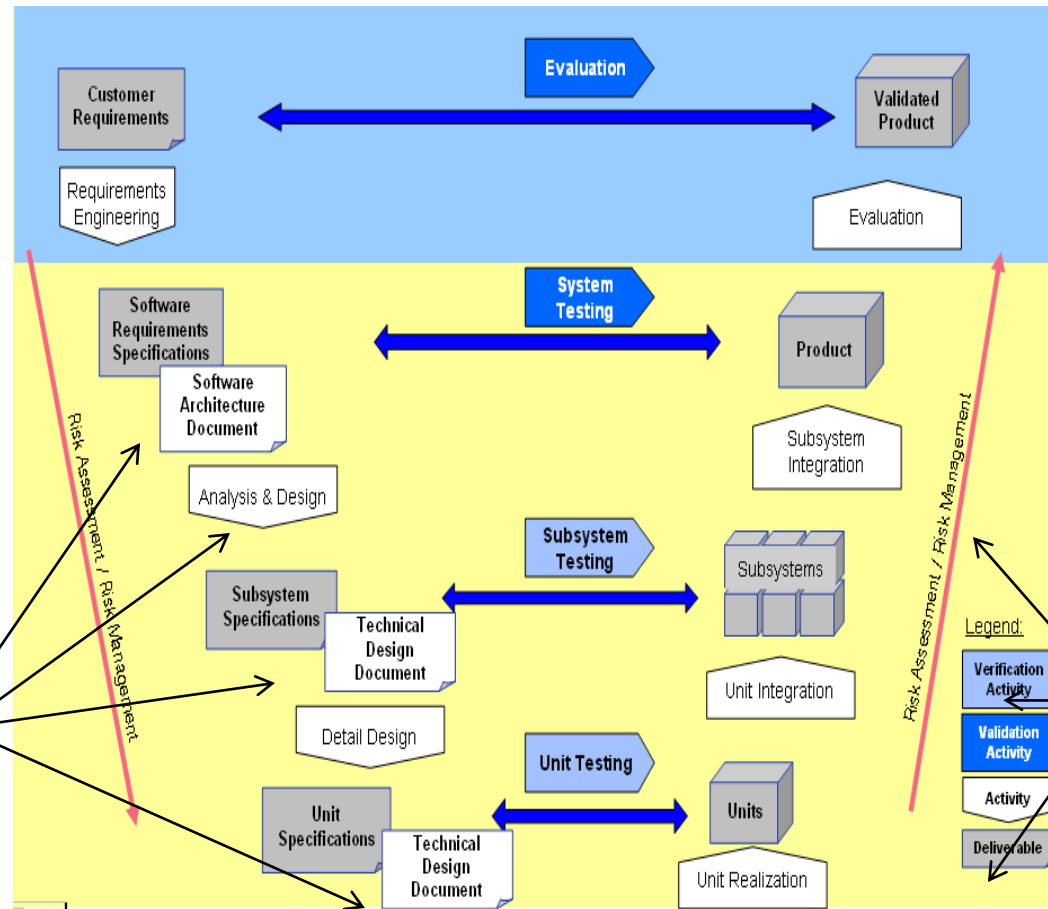 Evaluation
Customer
Requirements
Validated
Product
Requirements
Engineering
Evaluation
System
Testing
Software
Requirements
Specifications
Product
Software
Architecture
Document
Subsystem
Integration
Risk Assessment / Risk Management
Risk Assessment / Risk Management
Analysis & Design
Subsystem
Testing
Subsystems
Subsystem
Specifications
Technical
Design
Document
Legend:
Verification
Activity
Unit Integration
Detail Design
Validation
Activity
Unit Testing
Activity
Units
Unit
Specifications
Technical
Design
Document
Deliverable
Unit Realization